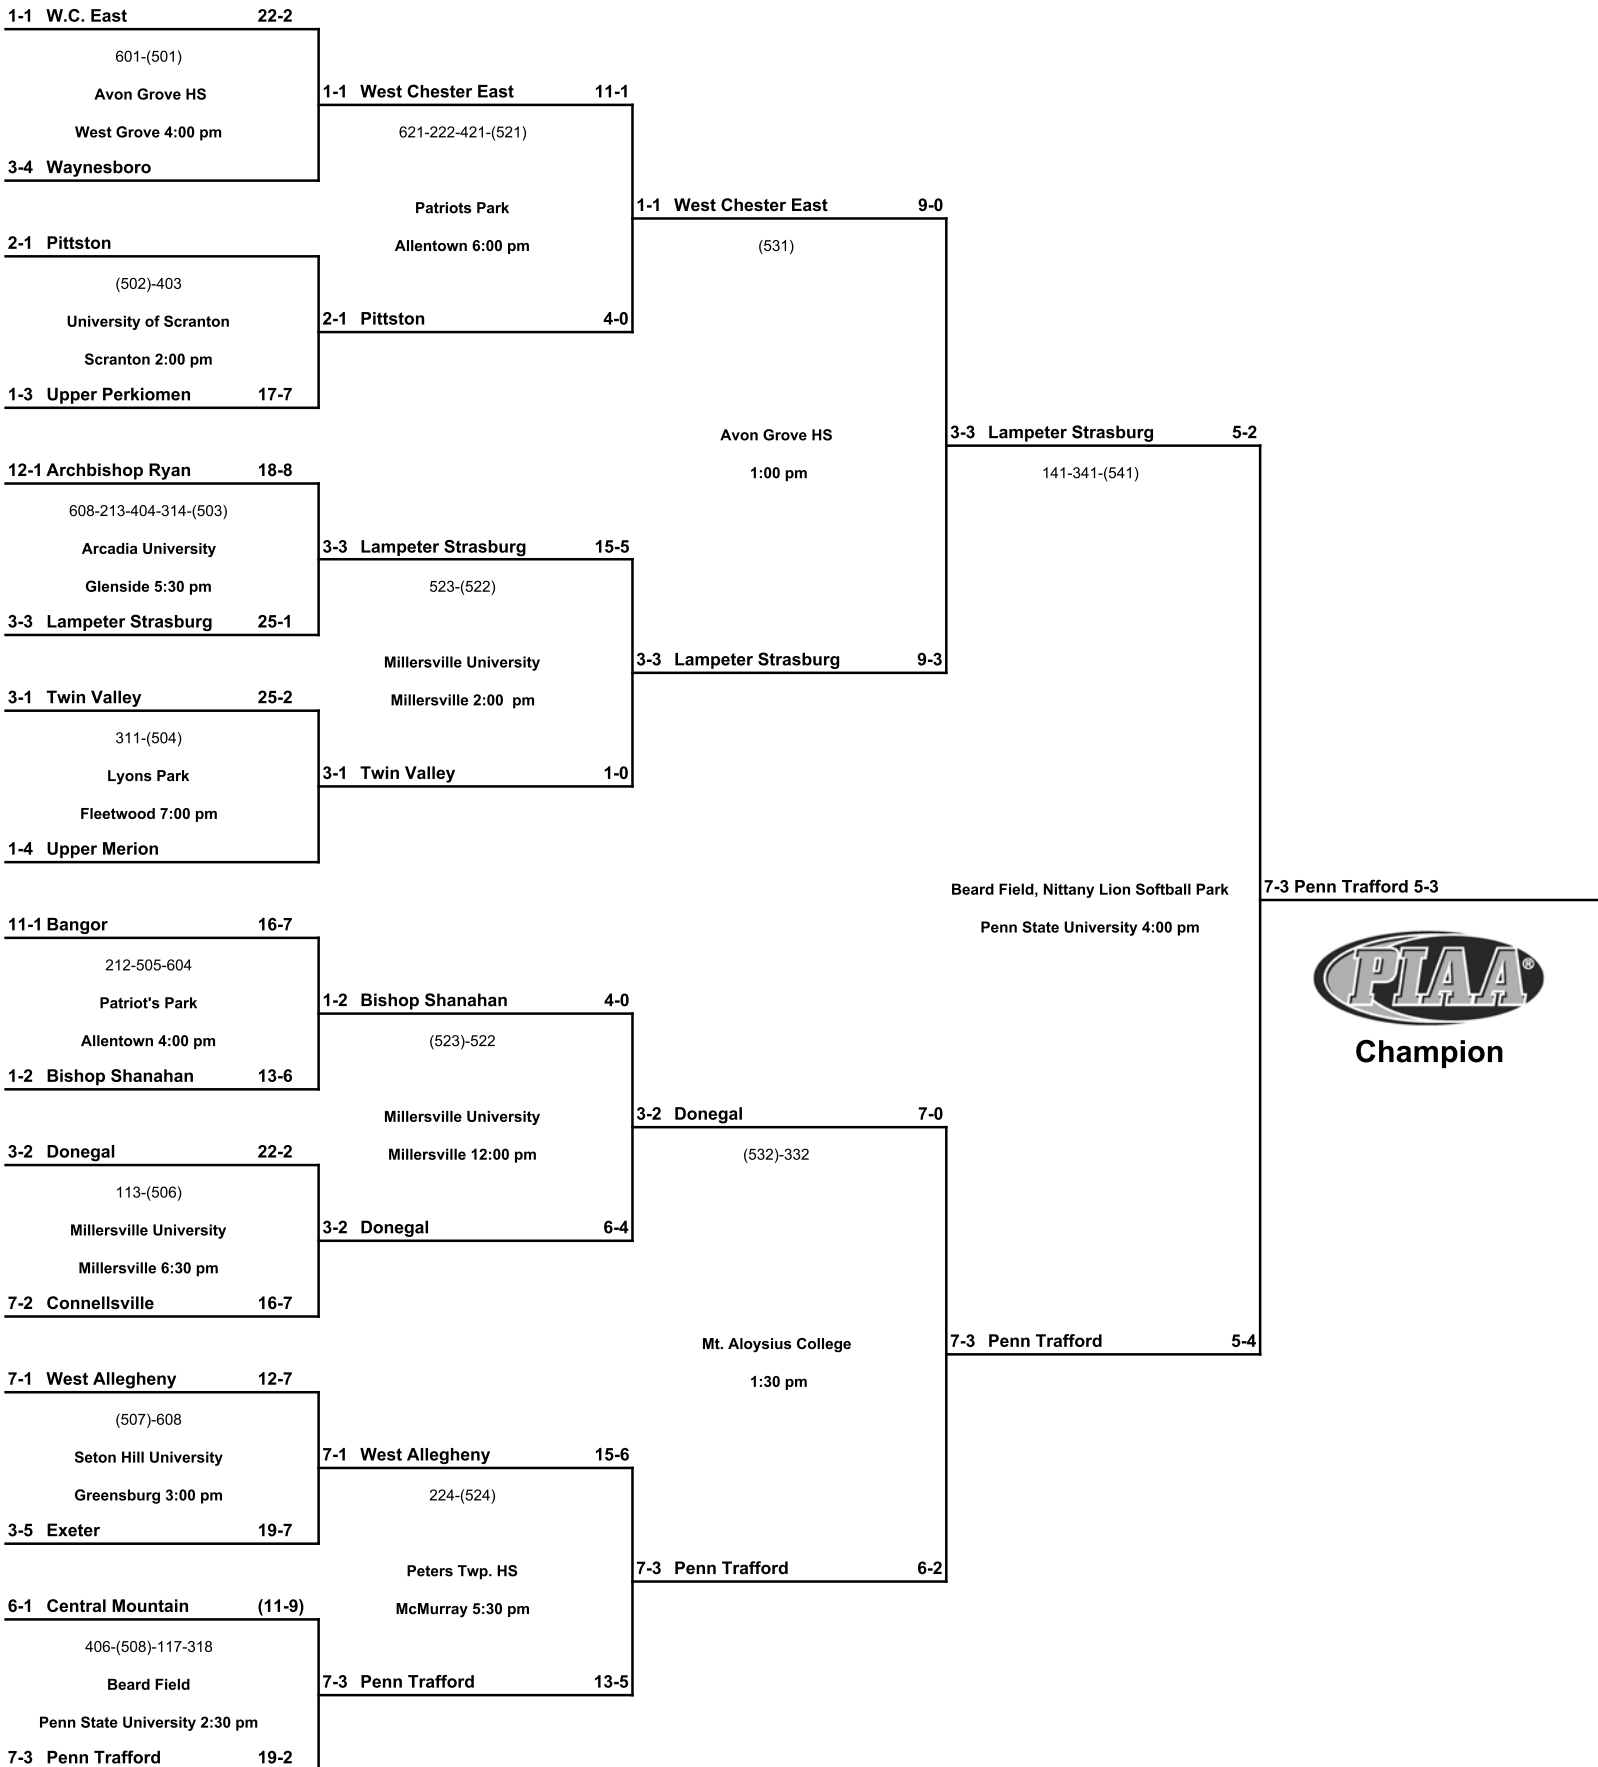 1-1 W.C. East 22-2
601-(501)
Avon Grove HS
West Grove 4:00 pm
3-4 Waynesboro
2-1 Pittston
(502)-403
University of Scranton
Scranton 2:00 pm
1-3 Upper Perkiomen 17-7
12-1 Archbishop Ryan 18-8
608-213-404-314-(503)
Arcadia University
Glenside 5:30 pm
3-3 Lampeter Strasburg 25-1
3-1 Twin Valley 25-2
311-(504)
Lyons Park
Fleetwood 7:00 pm
1-4 Upper Merion
11-1 Bangor 16-7
212-505-604
Patriot's Park
Allentown 4:00 pm
1-2 Bishop Shanahan 13-6
3-2 Donegal 22-2
113-(506)
Millersville University
Millersville 6:30 pm
7-2 Connellsville 16-7
7-1 West Allegheny 12-7
(507)-608
Seton Hill University
Greensburg 3:00 pm
3-5 Exeter 19-7
6-1 Central Mountain (11-9)
406-(508)-117-318
Beard Field
Penn State University 2:30 pm
7-3 Penn Trafford 19-2
1-1 West Chester East 11-1
621-222-421-(521)
Patriots Park
Allentown 6:00 pm
2-1 Pittston 4-0
3-3 Lampeter Strasburg 15-5
523-(522)
Millersville University
Millersville 2:00 pm
3-1 Twin Valley 1-0
1-2 Bishop Shanahan 4-0
(523)-522
Millersville University
Millersville 12:00 pm
3-2 Donegal 6-4
7-1 West Allegheny 15-6
224-(524)
Peters Twp. HS
McMurray 5:30 pm
7-3 Penn Trafford 13-5
1-1 West Chester East 9-0
(531)
Avon Grove HS
1:00 pm
3-3 Lampeter Strasburg 9-3
3-2 Donegal 7-0
(532)-332
Mt. Aloysius College
1:30 pm
7-3 Penn Trafford 6-2
3-3 Lampeter Strasburg 5-2
141-341-(541)
Beard Field, Nittany Lion Softball Park
Penn State University 4:00 pm
7-3 Penn Trafford 5-4
7-3 Penn Trafford 5-3
PIAA®
Champion